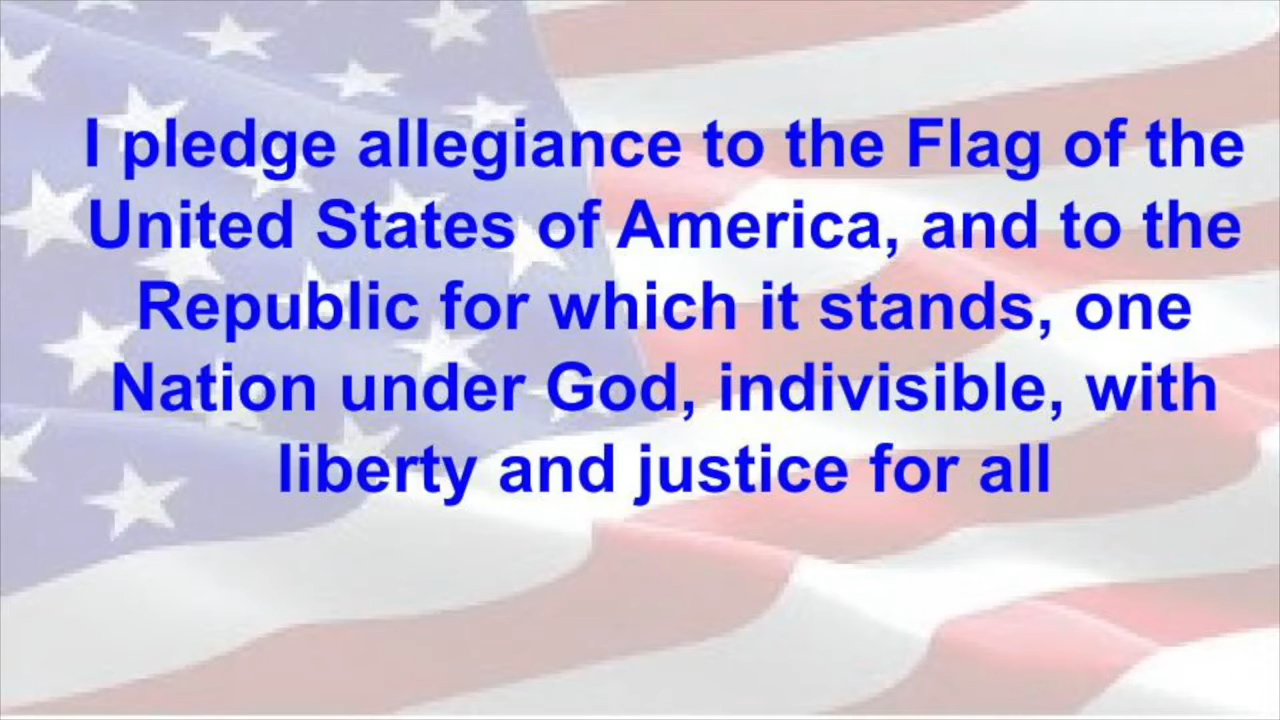 I pledge allegiance to the Flag of the
United States of America, and to the
Republic for which it stands, one
Nation under God, indivisible, with
liberty and justice for all